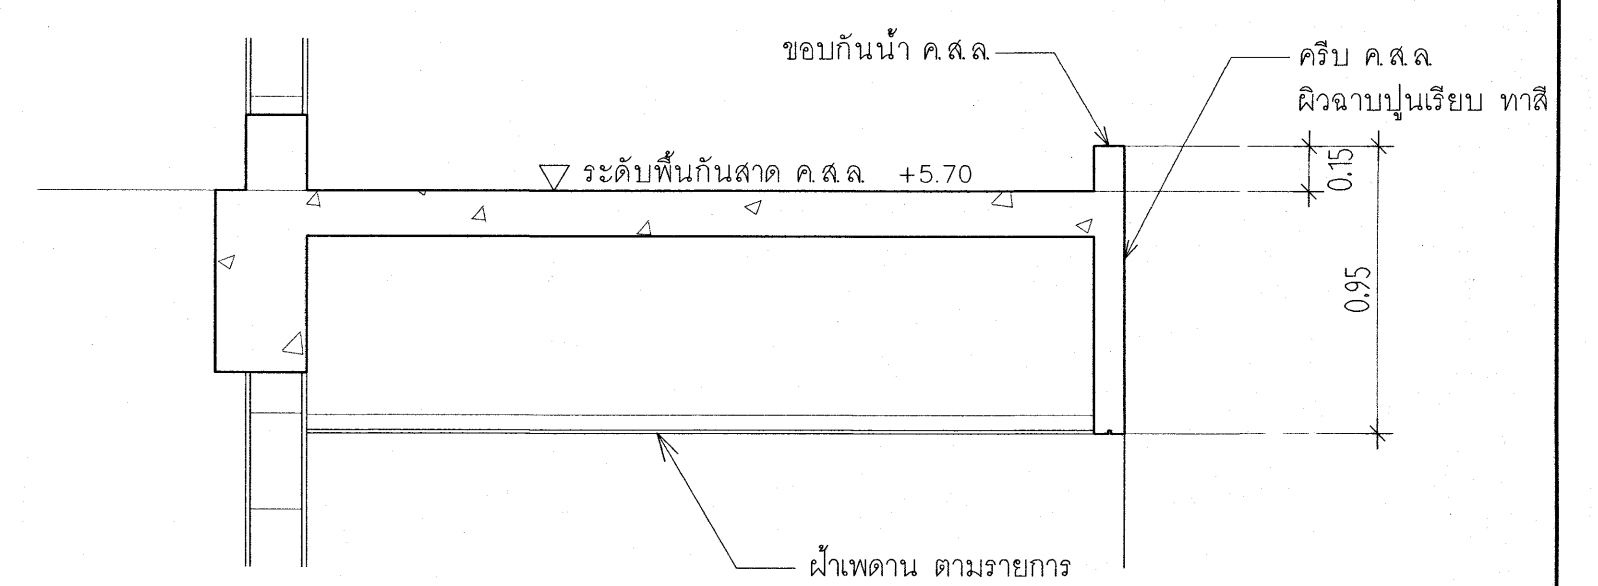 ขอบกันน้ำ ค.ส.ล.
ครีบ ค.ส.ล.
ผิวฉาบปูนเรียบ ทาสี
ระดับพื้นกันสาด ค.ส.ล. +5.70
0.15
0.95
ฝ้าเพดาน ตามรายการ